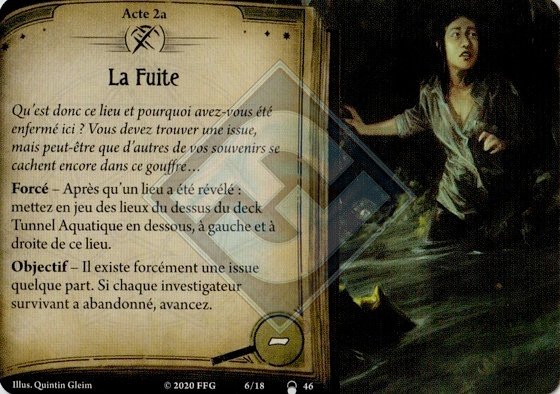 Acte 2a
La Fuite
Qu'est donc ce lieu et pourquoi avez-vous été
enfermé ici ? Vous devez trouver une issue,
mais peut-être que d'autres de vos souvenirs se
cachent encore dans ce gouffre…
Forcé – Après qu'un lieu a été révélé :
mettez en jeu des lieux du dessus du deck
Tunnel Aquatique en dessous, à gauche et à
droite de ce lieu.
Objectif – Il existe forcément une issue
quelque part. Si chaque investigateur
survivant a abandonné, avancez.
–
Illus. Quintin Gleim © 2020 FFG 6/18 46